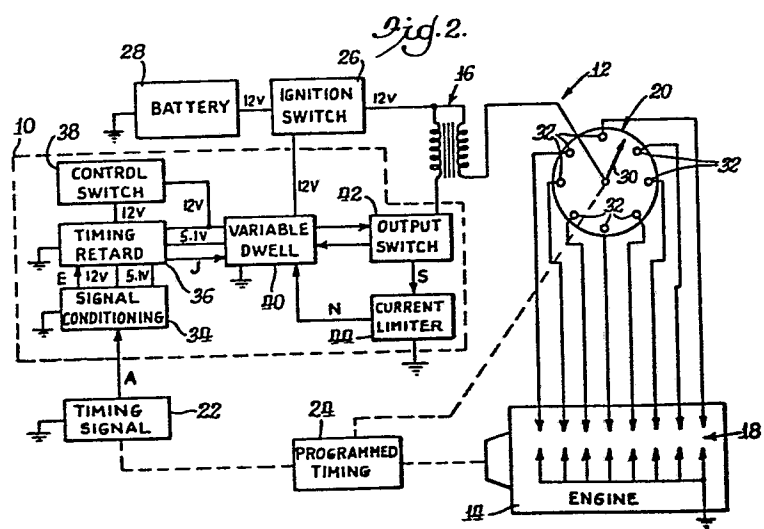 Fig. 2.
28
26
16
12
BATTERY
12V
IGNITION
SWITCH
12V
20
10
38
CONTROL
SWITCH
12V
12V
12V
32
32
30
32
42
TIMING
RETARD
5.1V
J
VARIABLE
DWELL
OUTPUT
SWITCH
E
12V
5.1V
36
40
S
SIGNAL
CONDITIONING
34
N
CURRENT
LIMITER
44
A
TIMING
SIGNAL
22
24
PROGRAMMED
TIMING
18
ENGINE
14